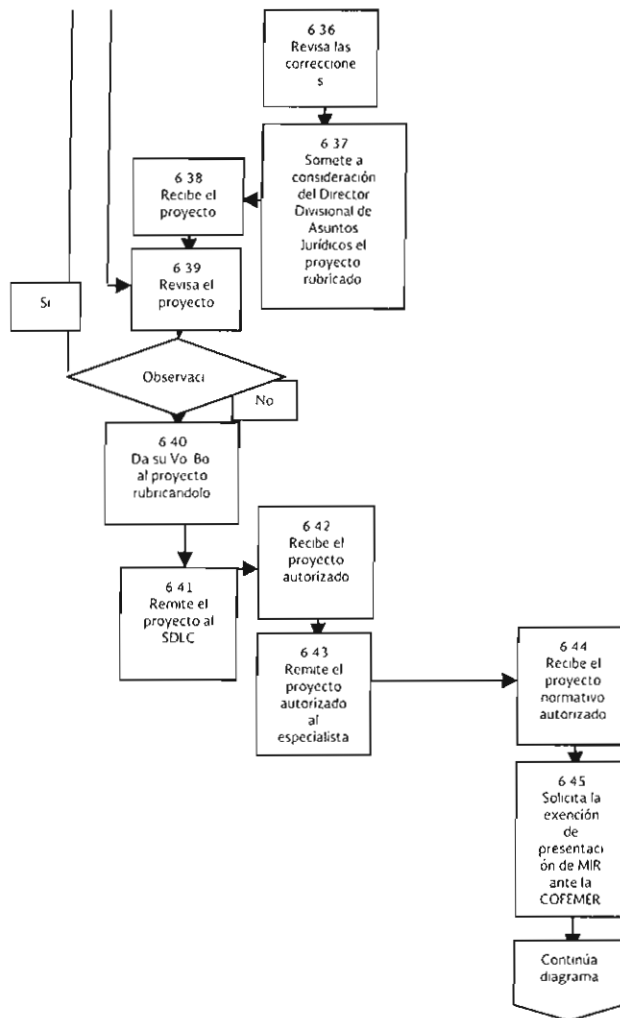 6 36
Revisa las
correccione
s
6 37
Somete a
consideración
del Director
Divisional de
Asuntos
Jurídicos el
proyecto
rubricado
6 38
Recibe el
proyecto
6 39
Revisa el
proyecto
Si
Observaci
No
6 40
Da su Vo Bo
al proyecto
rubricandolo
6 41
Remite el
proyecto al
SDLC
6 42
Recibe el
proyecto
autorizado
6 43
Remite el
proyecto
autorizado
al
especialista
6 44
Recibe el
proyecto
normativo
autorizado
6 45
Solicita la
exención
de
presentaci
ón de MIR
ante la
COFEMER
Continúa
diagrama